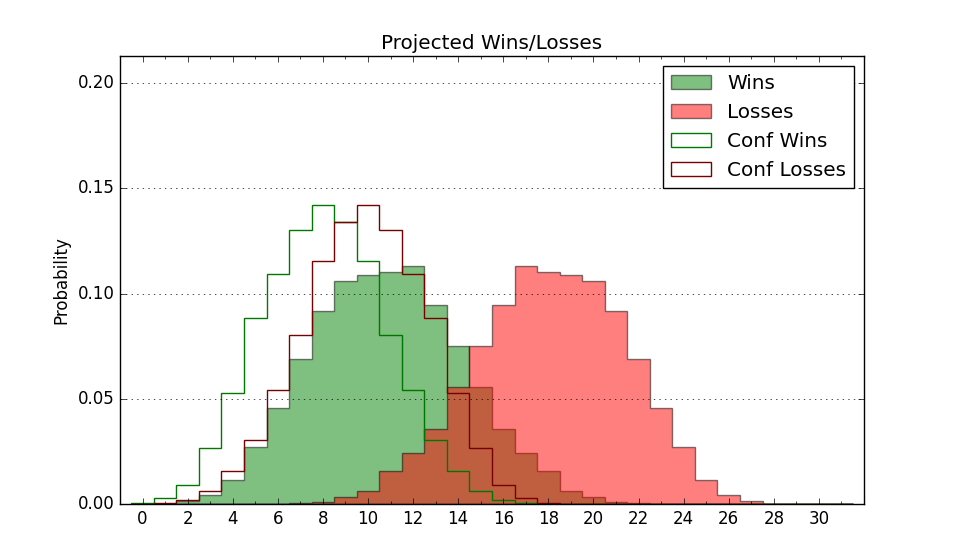 Projected Wins/Losses
Wins
Losses
Conf Wins
Conf Losses
Probability
0.20
0.15
0.10
0.05
0.00
0 2 4 6 8 10 12 14 16 18 20 22 24 26 28 30